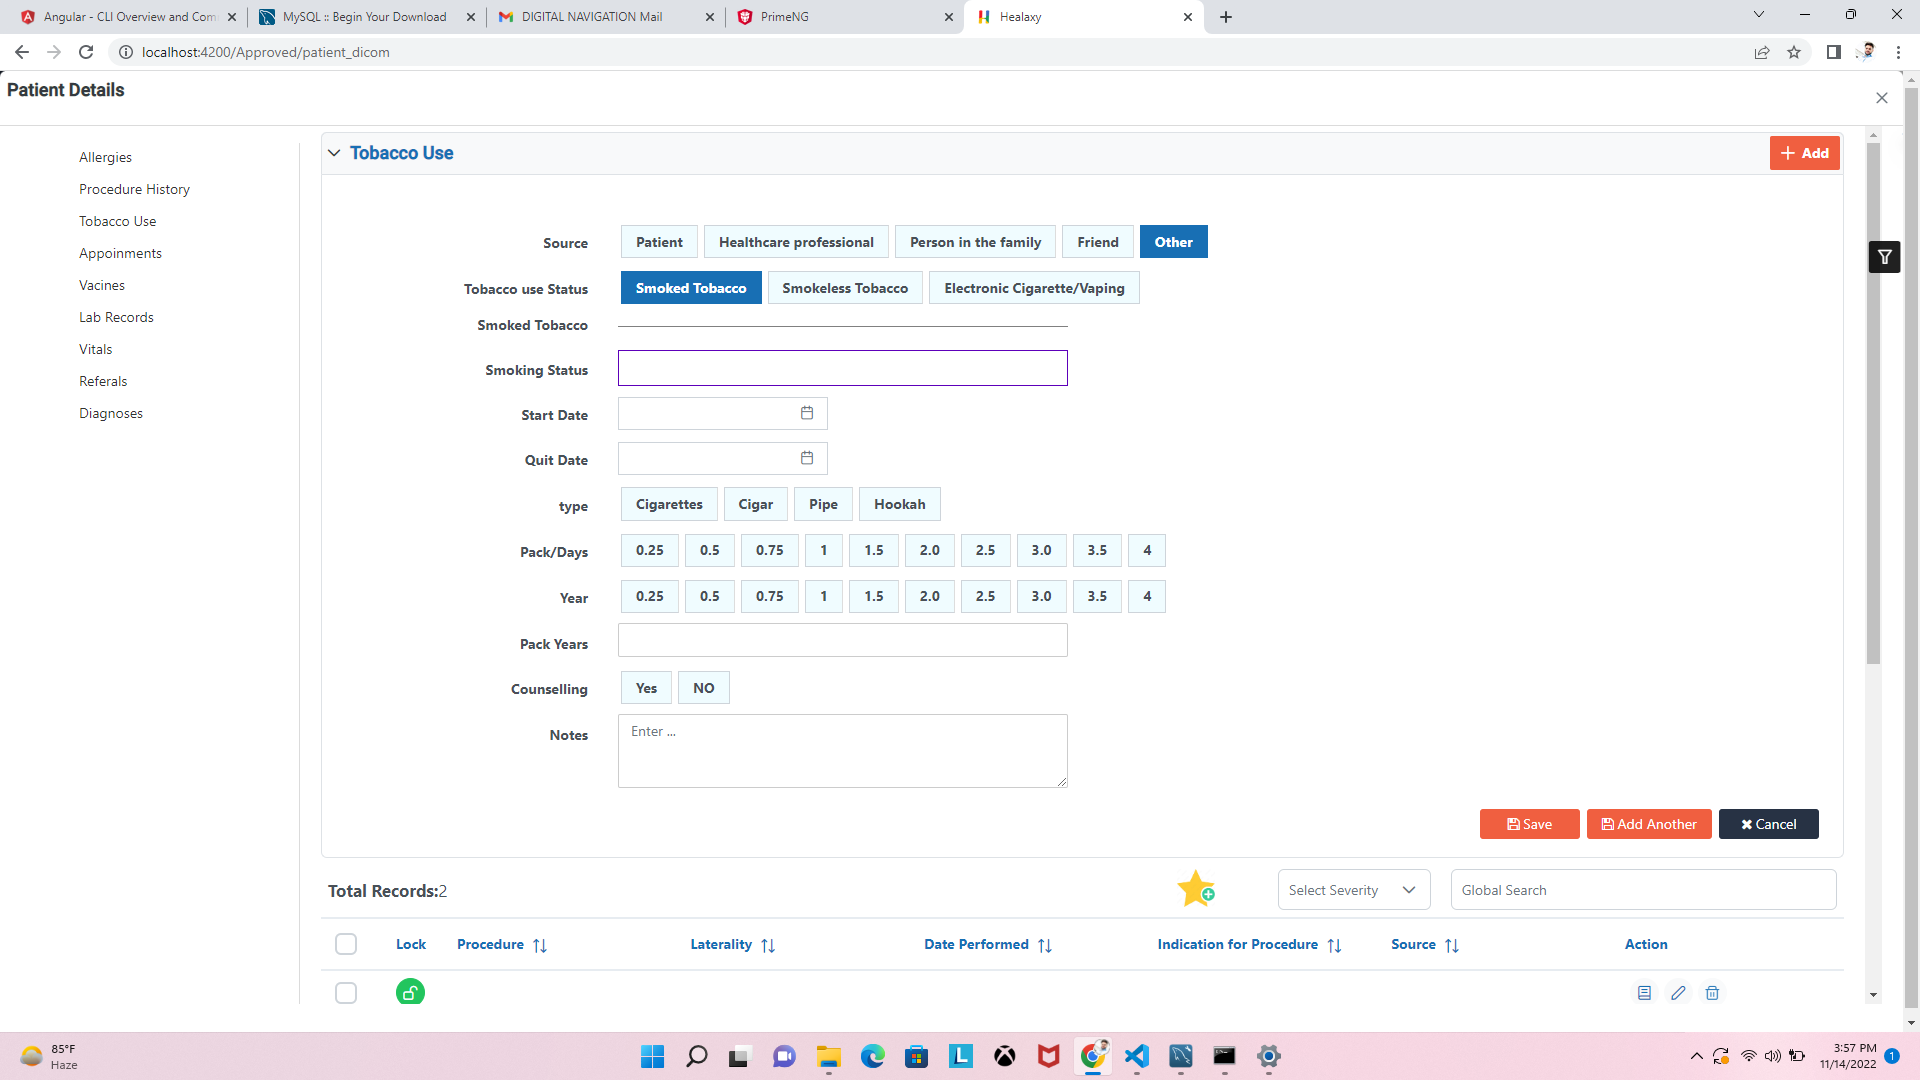 Angular - CLI Overview and Com
MySQL :: Begin Your Download
DIGITAL NAVIGATION Mail
PrimeNG
Healaxy
localhost:4200/Approved/patient_dicom
Patient Details
Allergies
Procedure History
Tobacco Use
Appoinments
Vacines
Lab Records
Vitals
Referals
Diagnoses
Tobacco Use
Add
Source Patient Healthcare professional Person in the family Friend Other
Tobacco use Status Smoked Tobacco Smokeless Tobacco Electronic Cigarette/Vaping
Smoked Tobacco
Smoking Status
Start Date
Quit Date
type Cigarettes Cigar Pipe Hookah
Pack/Days 0.25 0.5 0.75 1 1.5 2.0 2.5 3.0 3.5 4
Year 0.25 0.5 0.75 1 1.5 2.0 2.5 3.0 3.5 4
Pack Years
Counselling Yes NO
Notes Enter ...
Save Add Another Cancel
Total Records:2 Select Severity Global Search
Lock Procedure Laterality Date Performed Indication for Procedure Source Action
85°F
Haze
3:57 PM
11/14/2022
1